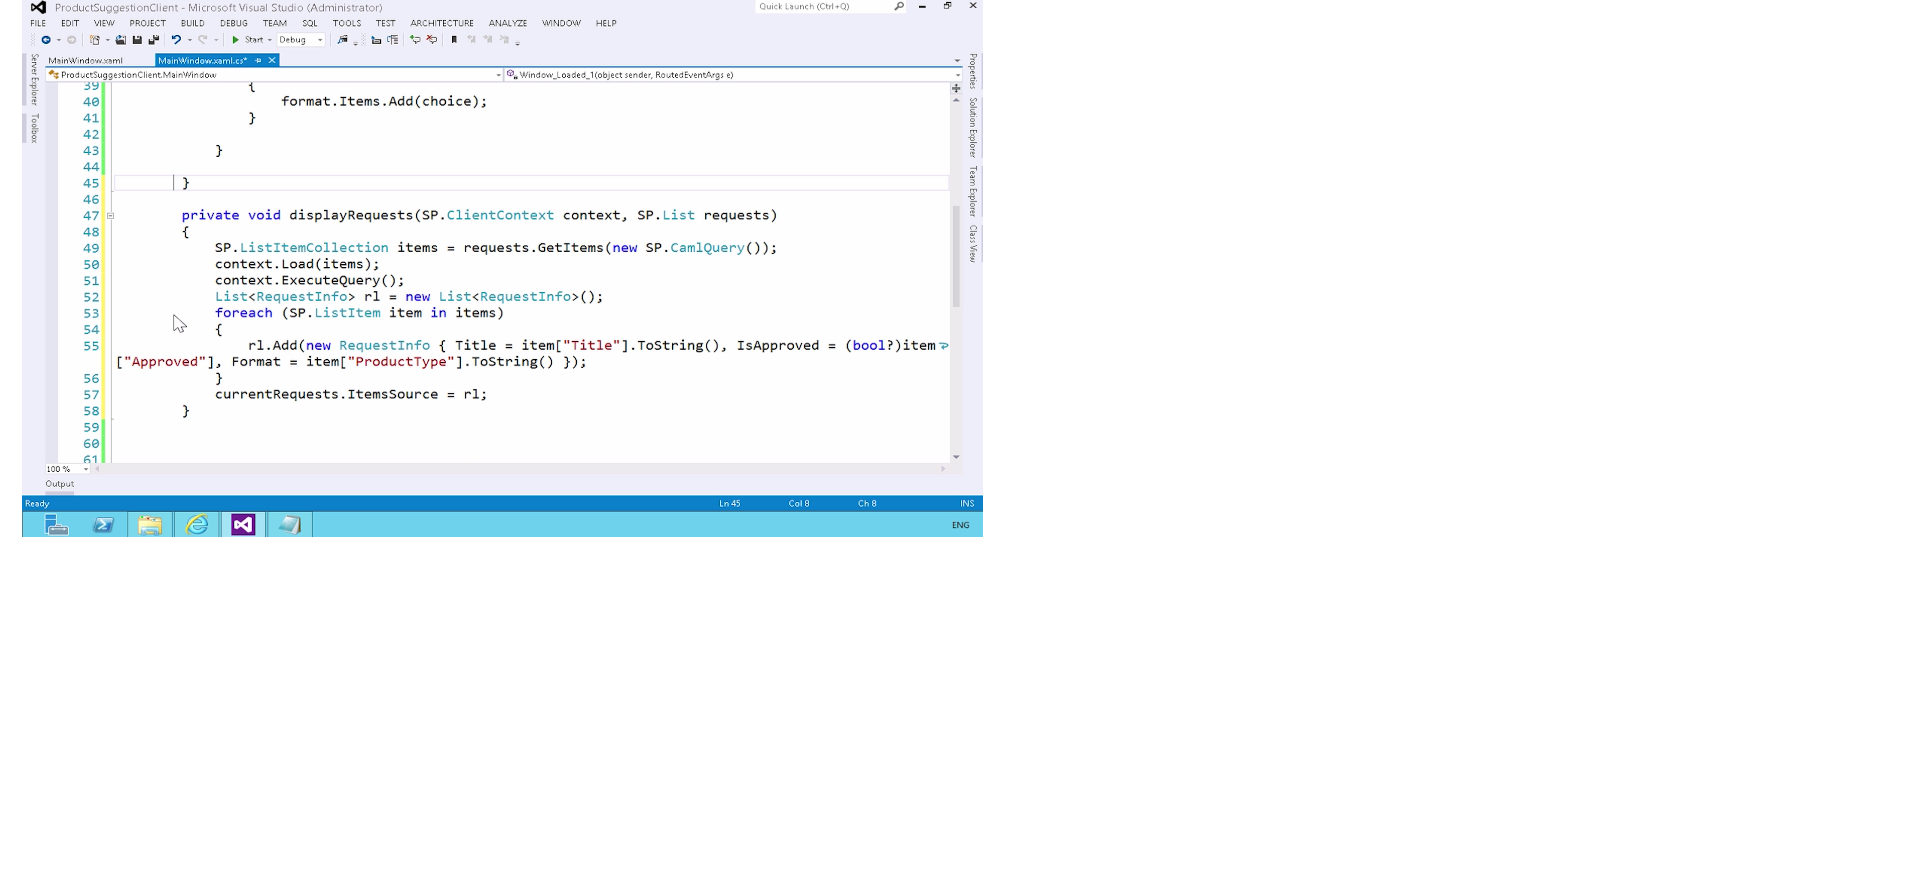 ProductSuggestionClient - Microsoft Visual Studio (Administrator)
Quick Launch (Ctrl+Q)
FILE EDIT VIEW PROJECT BUILD DEBUG TEAM SQL TOOLS TEST ARCHITECTURE ANALYZE WINDOW HELP
Start Debug
Server Explorer
Toolbox
MainWindow.xaml MainWindow.xaml.cs*
ProductSuggestionClient.MainWindow Window_Loaded_1(object sender, RoutedEventArgs e)
39 {
40 format.Items.Add(choice);
41 }
42
43 }
44
45 }
46
47 private void displayRequests(SP.ClientContext context, SP.List requests)
48 {
49 SP.ListItemCollection items = requests.GetItems(new SP.CamlQuery());
50 context.Load(items);
51 context.ExecuteQuery();
52 List<RequestInfo> rl = new List<RequestInfo>();
53 foreach (SP.ListItem item in items)
54 {
55 rl.Add(new RequestInfo { Title = item["Title"].ToString(), IsApproved = (bool?)item
["Approved"], Format = item["ProductType"].ToString() });
56 }
57 currentRequests.ItemsSource = rl;
58 }
59
60
61
Properties
Solution Explorer
Team Explorer
Class View
100 %
Output
Ready Ln 45 Col 8 Ch 8 INS
ENG